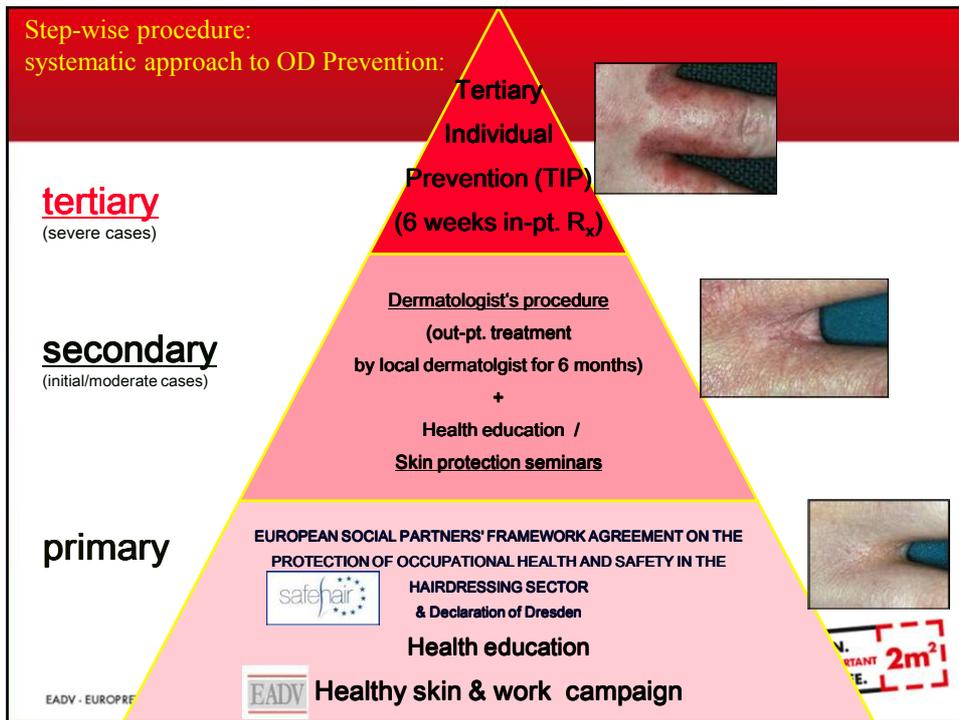 Step-wise procedure:
systematic approach to OD Prevention:
Tertiary
Individual
Prevention (TIP)
(6 weeks in-pt. Rx)
tertiary
(severe cases)
Dermatologist's procedure
(out-pt. treatment
by local dermatolgist for 6 months)
+
Health education /
Skin protection seminars
secondary
(initial/moderate cases)
primary
EUROPEAN SOCIAL PARTNERS' FRAMEWORK AGREEMENT ON THE
PROTECTION OF OCCUPATIONAL HEALTH AND SAFETY IN THE
HAIRDRESSING SECTOR
safehair
& Declaration of Dresden
Health education
EADV
Healthy skin & work campaign
EADV - EUROPRE
2m²